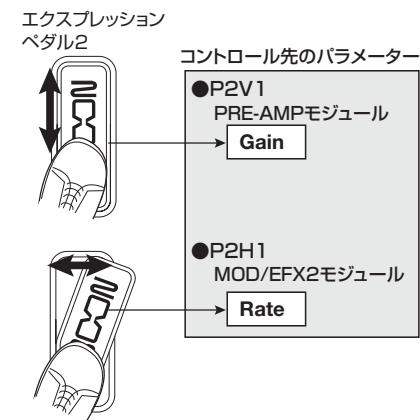 エクスプレッション
ペダル2
コントロール先のパラメーター
●P2V1
PRE-AMPモジュール
Gain
ZOOM
●P2H1
MOD/EFX2モジュール
Rate
ZOOM